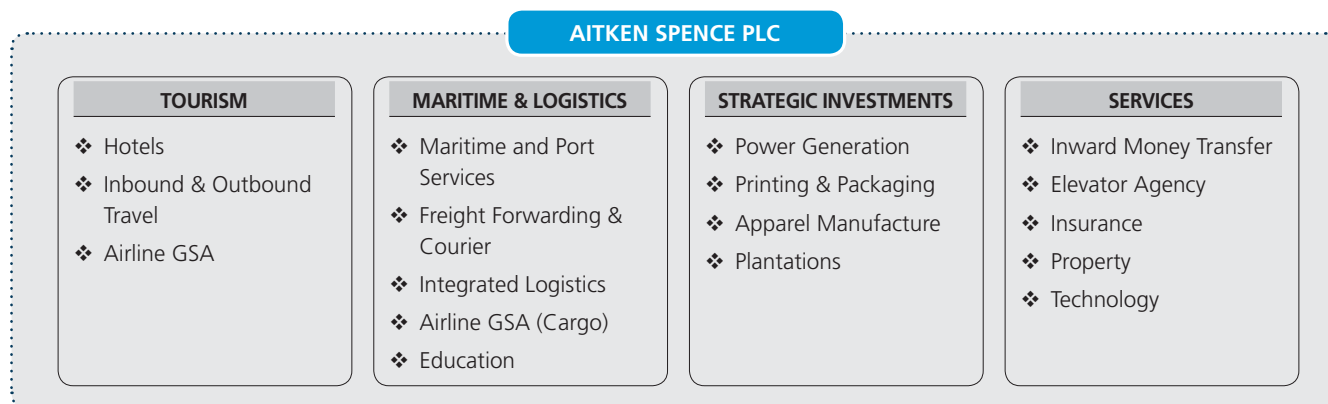 AITKEN SPENCE PLC
TOURISM
❖ Hotels
❖ Inbound & Outbound
Travel
❖ Airline GSA
MARITIME & LOGISTICS
❖ Maritime and Port
Services
❖ Freight Forwarding &
Courier
❖ Integrated Logistics
❖ Airline GSA (Cargo)
❖ Education
STRATEGIC INVESTMENTS
❖ Power Generation
❖ Printing & Packaging
❖ Apparel Manufacture
❖ Plantations
SERVICES
❖ Inward Money Transfer
❖ Elevator Agency
❖ Insurance
❖ Property
❖ Technology